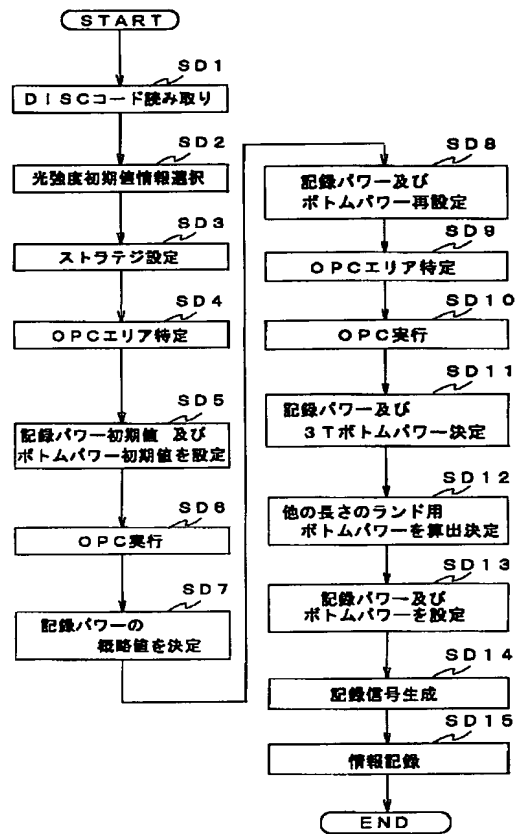 START
SD1
DISCコード読み取り
SD2
光強度初期値情報選択
SD3
ストラテジ設定
SD4
OPCエリア特定
SD5
記録パワー初期値 及び
ボトムパワー初期値を設定
SD6
OPC実行
SD7
記録パワーの
概略値を決定
SD8
記録パワー及び
ボトムパワー再設定
SD9
OPCエリア特定
SD10
OPC実行
SD11
記録パワー及び
3Tボトムパワー決定
SD12
他の長さのランド用
ボトムパワーを算出決定
SD13
記録パワー及び
ボトムパワーを設定
SD14
記録信号生成
SD15
情報記録
END